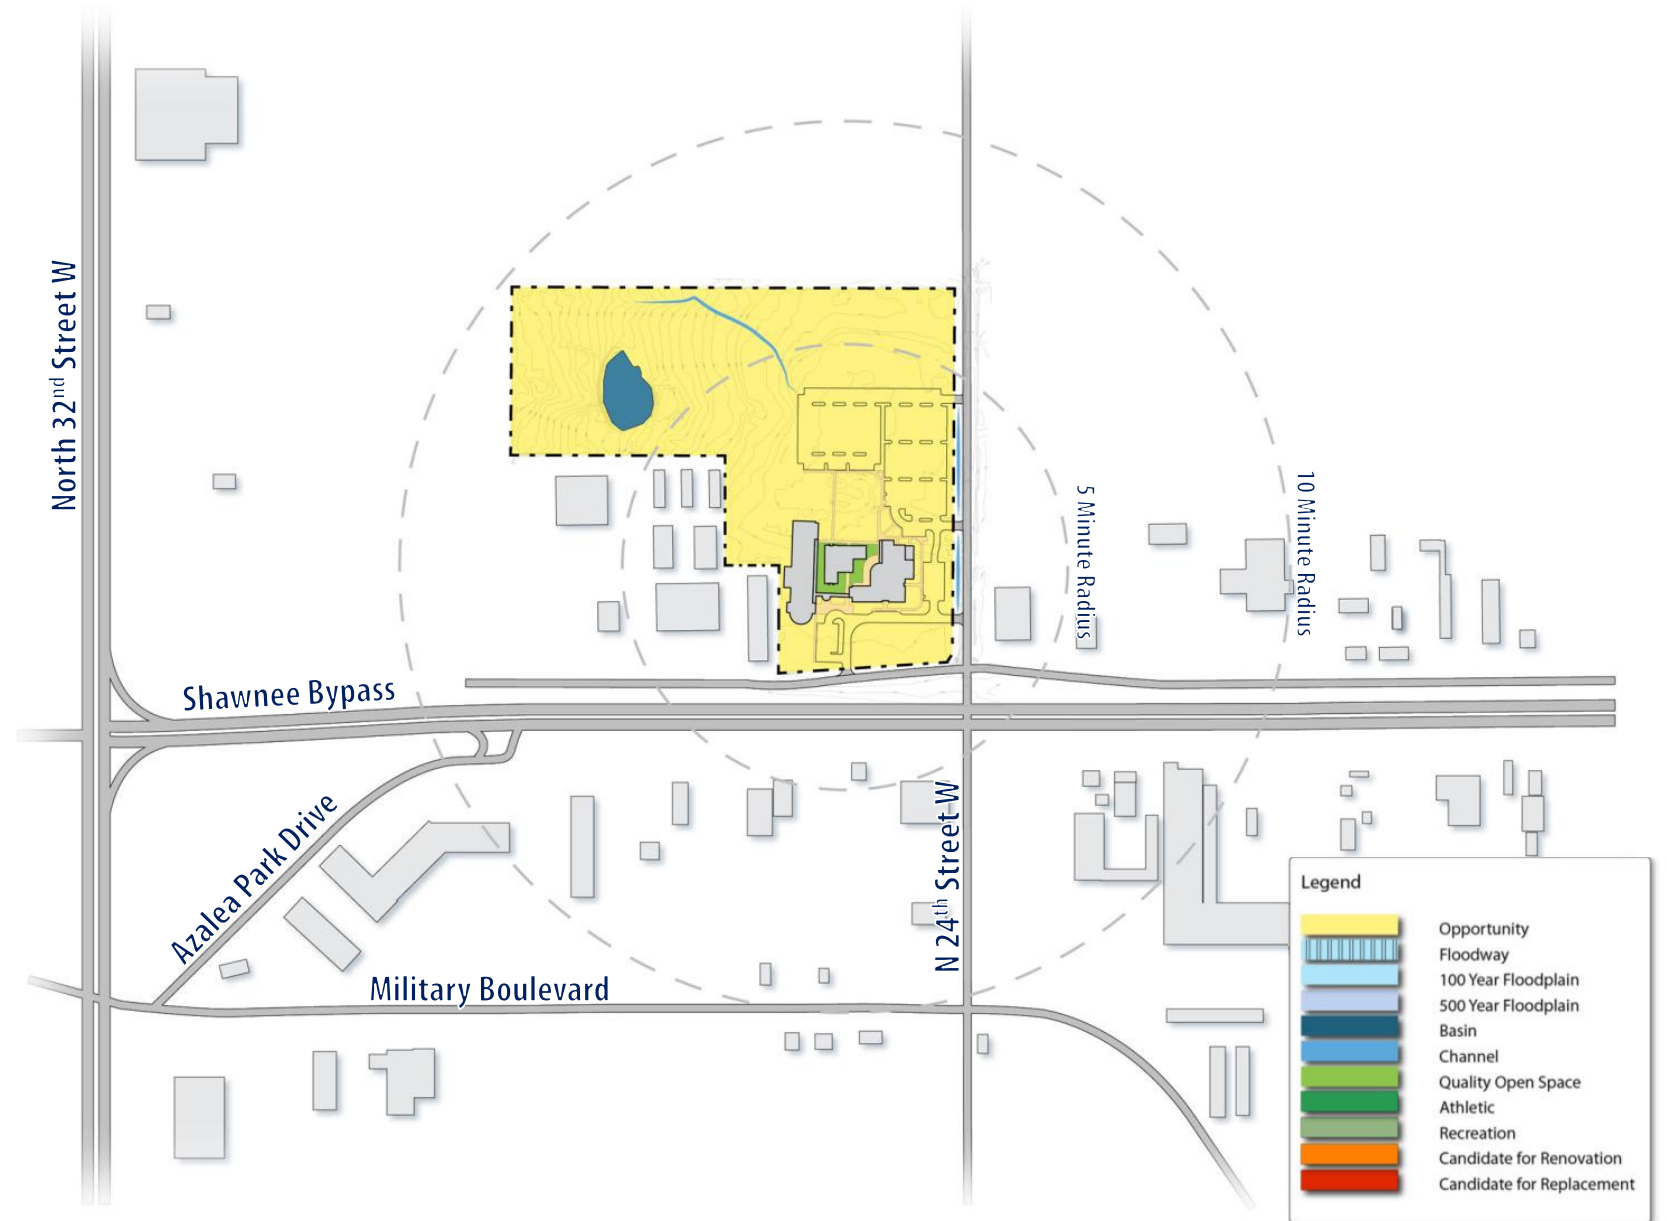 North 32nd Street W
5 Minute Radius
10 Minute Radius
Shawnee Bypass
Azalea Park Drive
N 24th Street W
Military Boulevard
Legend
Opportunity
Floodway
100 Year Floodplain
500 Year Floodplain
Basin
Channel
Quality Open Space
Athletic
Recreation
Candidate for Renovation
Candidate for Replacement